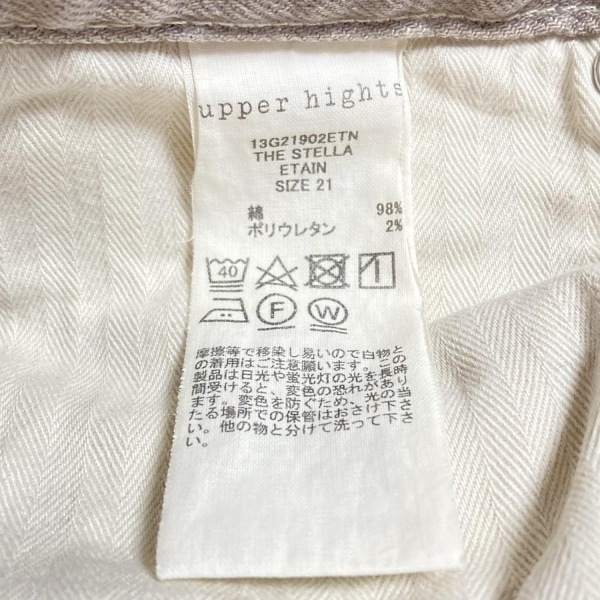 upper hights
13G21902ETN
THE STELLA
ETAIN
SIZE 21
綿 98%
ポリウレタン 2%
40
F
W
摩擦等で移染し易いので白物との着用はご注意願います。この製品は日光や蛍光灯の光を長時間受けると、変色の恐れがあります。変色を防ぐため、光の当たる場所での保管はおさけ下さい。他の物と分けて洗って下さい。